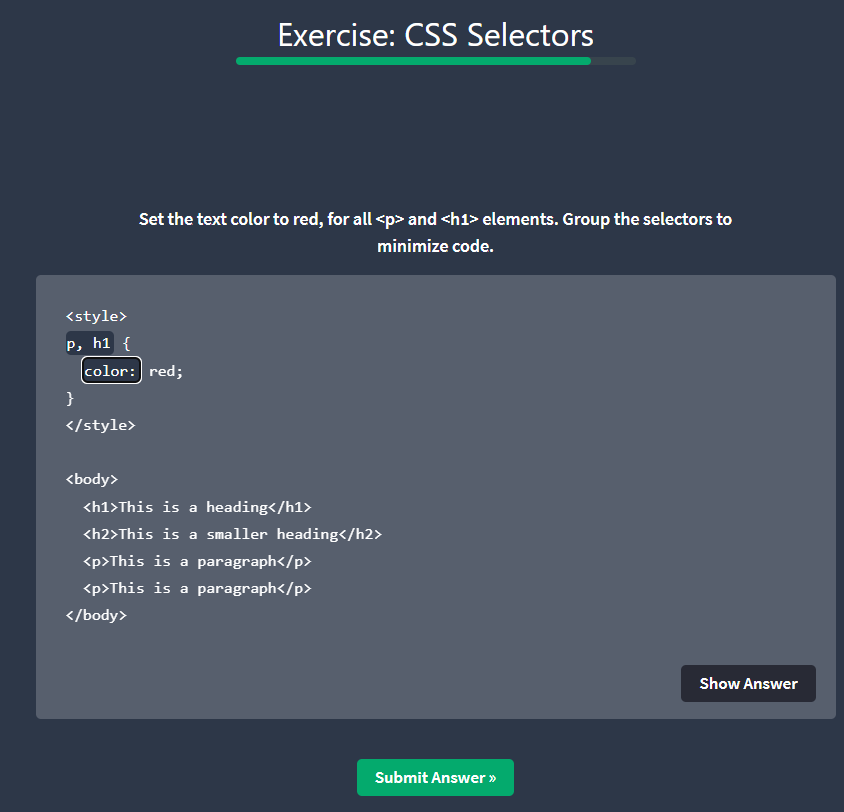 Exercise: CSS Selectors
Set the text color to red, for all <p> and <h1> elements. Group the selectors to
minimize code.
<style>
p, h1 {
  color: red;
}
</style>
<body>
  <h1>This is a heading</h1>
  <h2>This is a smaller heading</h2>
  <p>This is a paragraph</p>
  <p>This is a paragraph</p>
</body>
Show Answer
Submit Answer »